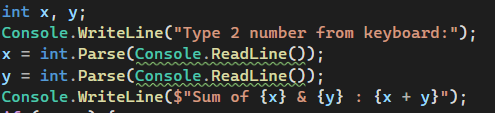 int x, y;
Console.WriteLine("Type 2 number from keyboard:");
x = int.Parse(Console.ReadLine());
y = int.Parse(Console.ReadLine());
Console.WriteLine($"Sum of {x} & {y} : {x + y}");